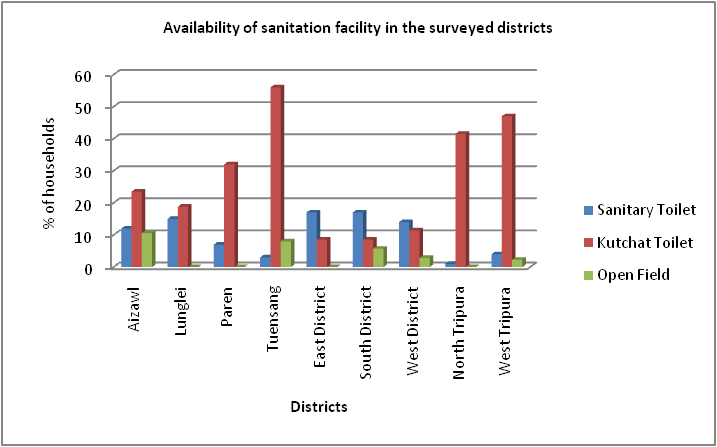 Availability of sanitation facility in the surveyed districts
% of households
60
50
40
30
20
10
0
Aizawl
Lunglei
Paren
Tuensang
East District
South District
West District
North Tripura
West Tripura
Districts
Sanitary Toilet
Kutchat Toilet
Open Field